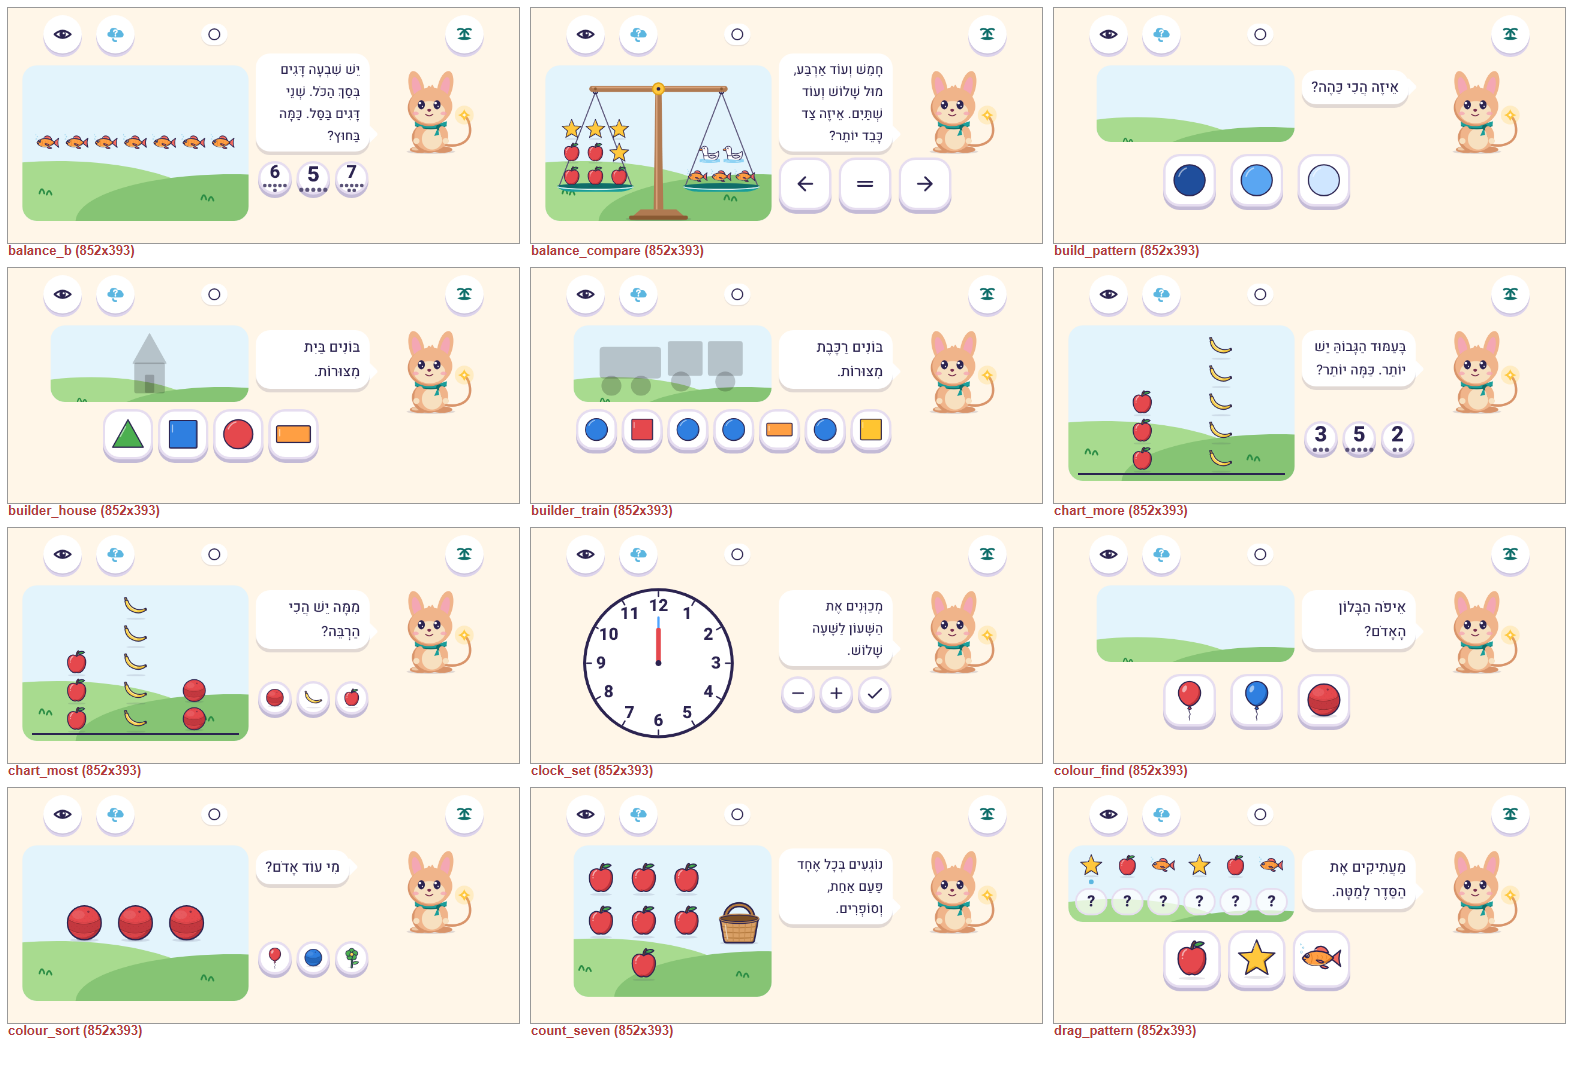 יֵשׁ שִׁבְעָה דָּגִים
בְּסַךְ הַכֹּל. שְׁנֵי
דָּגִים בַּסַּל. כַּמָּה
בַּחוּץ?
6
5
7
balance_b (852x393)
חָמֵשׁ וְעוֹד אַרְבַּע,
מוּל שָׁלוֹשׁ וְעוֹד
שְׁתַּיִם. אֵיזֶה צַד
כָּבֵד יוֹתֵר?
← = →
balance_compare (852x393)
אֵיזֶה הֲכִי כֵּהֶה?
build_pattern (852x393)
בּוֹנִים בַּיִת
מִצּוּרוֹת.
builder_house (852x393)
בּוֹנִים רַכֶּבֶת
מִצּוּרוֹת.
builder_train (852x393)
בָּעַמּוּד הַגָּבוֹהַּ יֵשׁ
יוֹתֵר. כַּמָּה יוֹתֵר?
3
5
2
chart_more (852x393)
מִמָּה יֵשׁ הֲכִי
הַרְבֵּה?
chart_most (852x393)
12
1
2
3
4
5
6
7
8
9
10
11
מְכַוְּנִים אֶת
הַשָּׁעוֹן לַשָּׁעָה
שָׁלוֹשׁ.
− + ✓
clock_set (852x393)
אֵיפֹה הַבָּלוֹן
הָאָדֹם?
colour_find (852x393)
מִי עוֹד אָדֹם?
colour_sort (852x393)
נוֹגְעִים בְּכָל אֶחָד
פַּעַם אַחַת,
וְסוֹפְרִים.
count_seven (852x393)
מַעְתִּיקִים אֶת
הַסֵּדֶר לְמַטָּה.
? ? ? ? ? ?
drag_pattern (852x393)